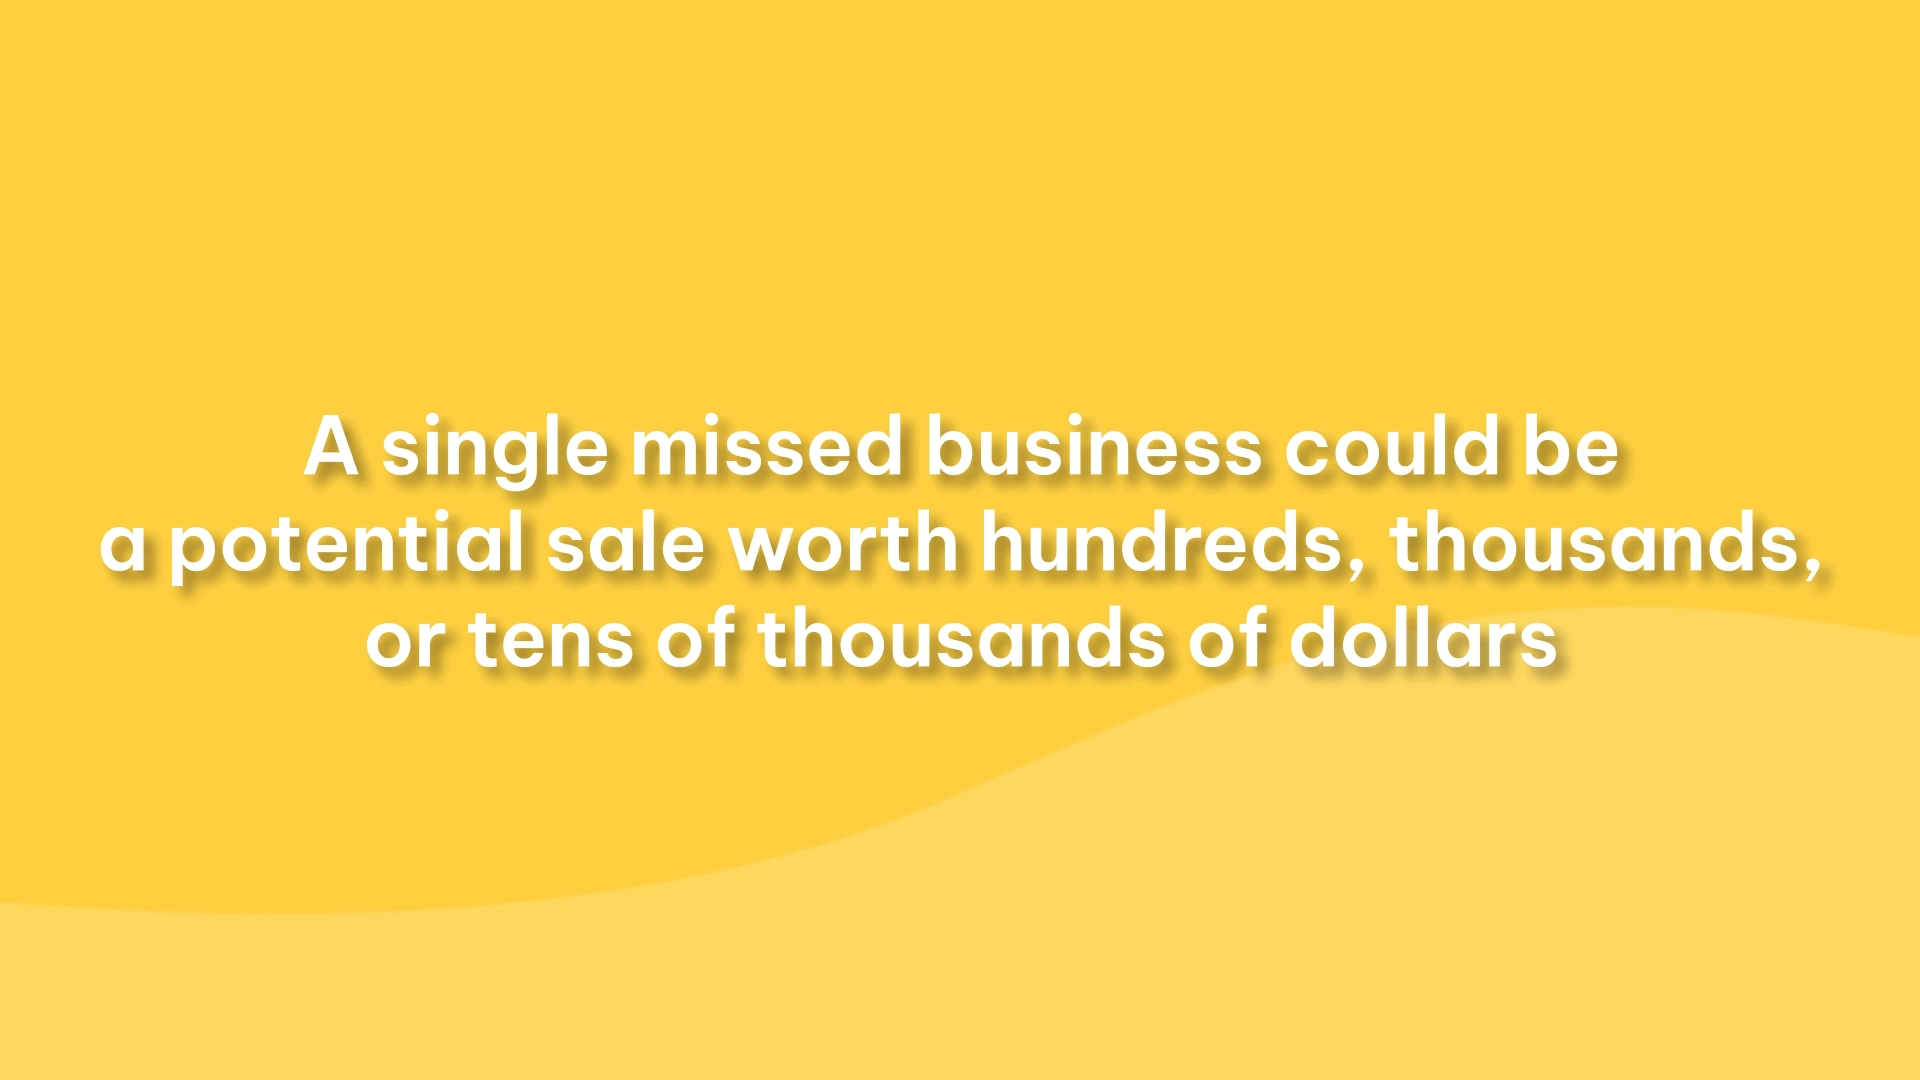 A single missed business could be
a potential sale worth hundreds, thousands,
or tens of thousands of dollars